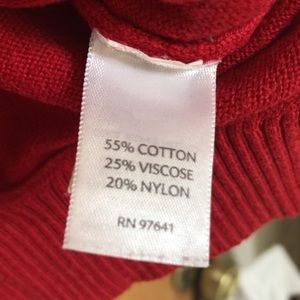 55% COTTON
25% VISCOSE
20% NYLON
RN 97641